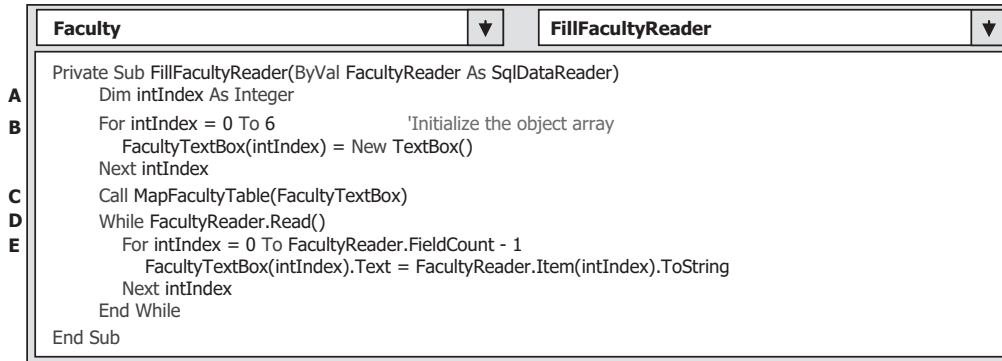 Faculty FillFacultyReader
Private Sub FillFacultyReader(ByVal FacultyReader As SqlDataReader)
A Dim intIndex As Integer
B For intIndex = 0 To 6 'Initialize the object array
FacultyTextBox(intIndex) = New TextBox()
Next intIndex
C Call MapFacultyTable(FacultyTextBox)
D While FacultyReader.Read()
E For intIndex = 0 To FacultyReader.FieldCount - 1
FacultyTextBox(intIndex).Text = FacultyReader.Item(intIndex).ToString
Next intIndex
End While
End Sub